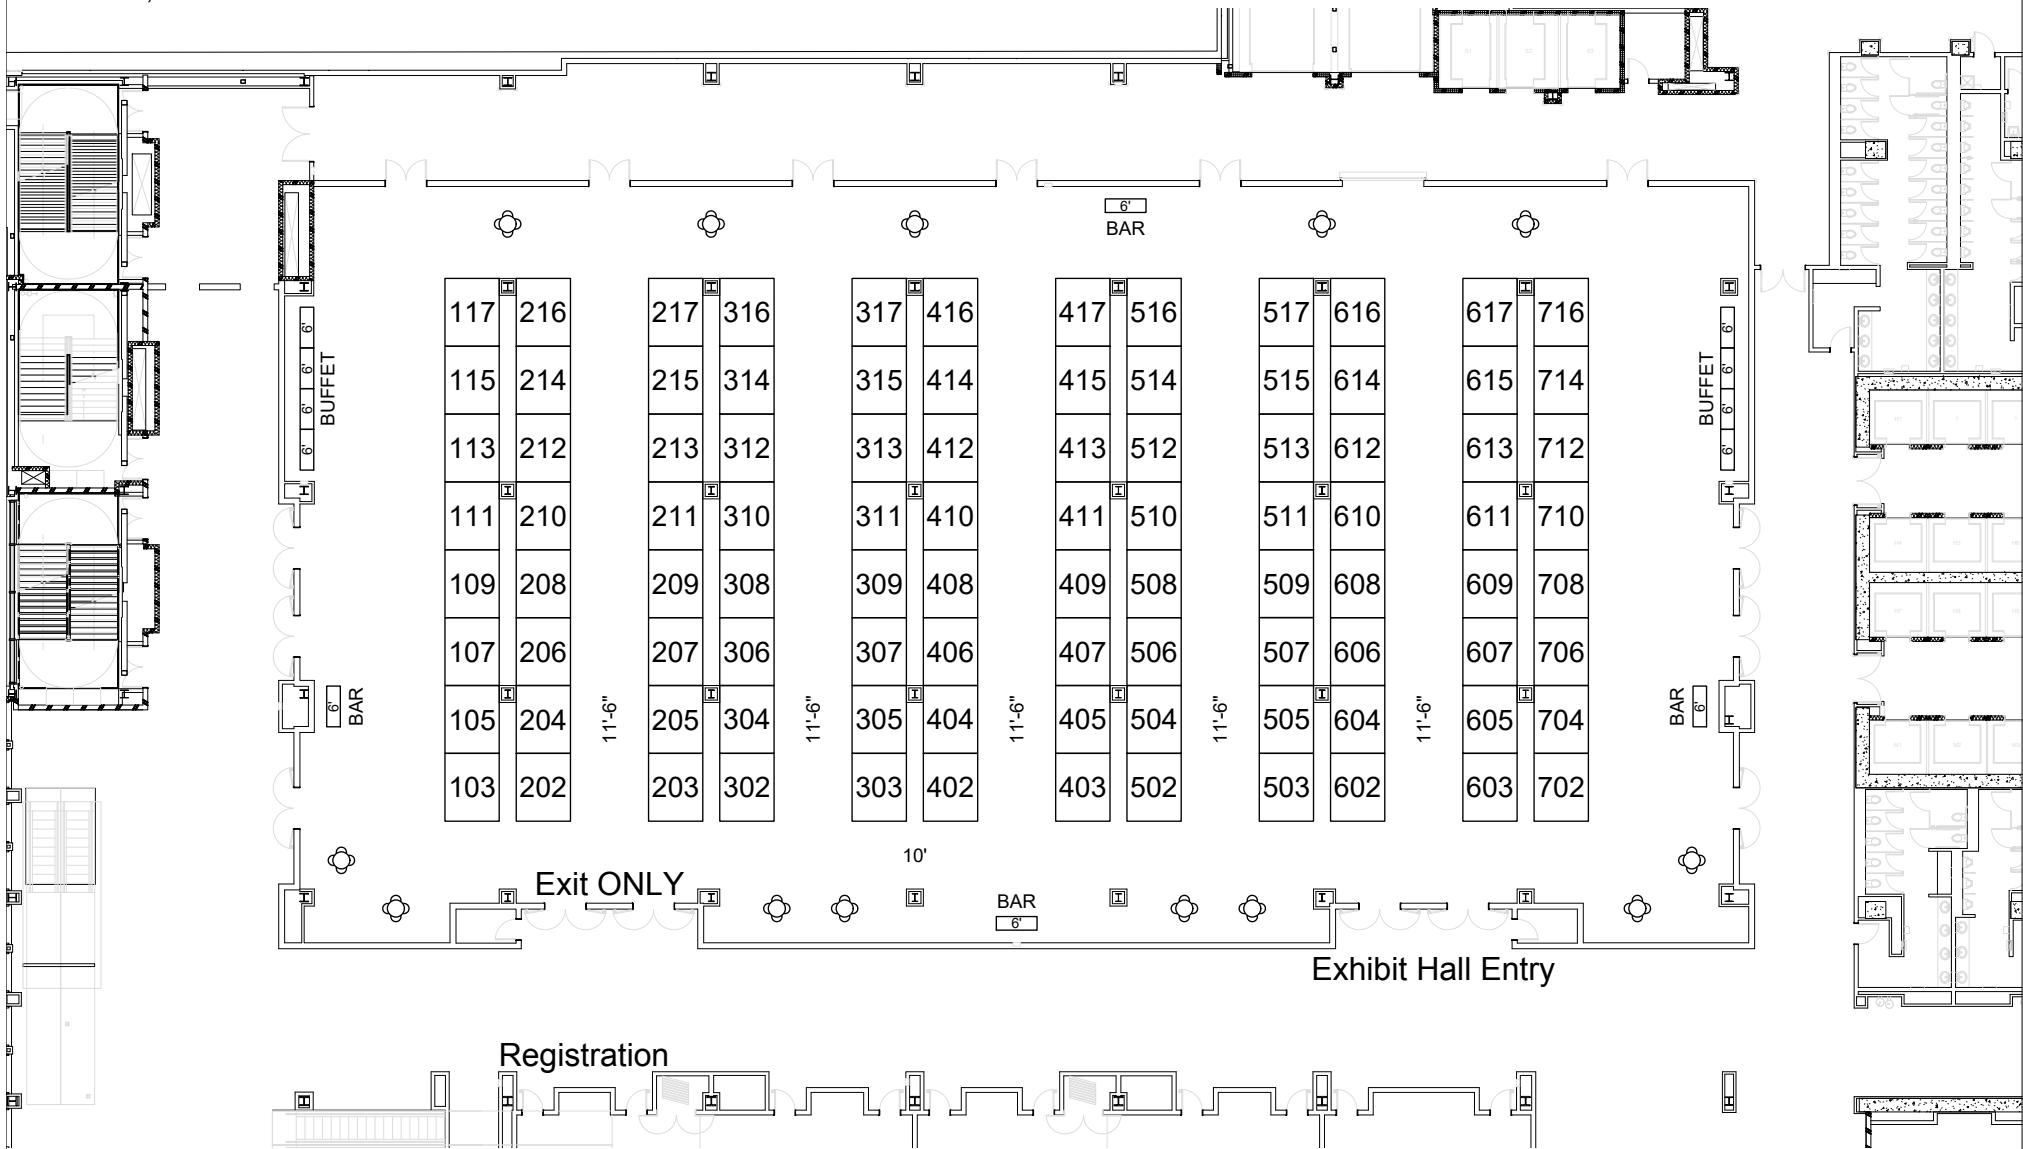 6'
BAR
117 216 217 316 317 416 417 516 517 616 617 716
6' 6' 6' 6'
BUFFET
BUFFET
6' 6' 6' 6'
115 214 215 314 315 414 415 514 515 614 615 714
113 212 213 312 313 412 413 512 513 612 613 712
111 210 211 310 311 410 411 510 511 610 611 710
109 208 209 308 309 408 409 508 509 608 609 708
107 206 207 306 307 406 407 506 507 606 607 706
6'
BAR
105 204 205 304 305 404 405 504 505 604 605 704
11'-6" 11'-6" 11'-6" 11'-6" 11'-6"
BAR
6'
103 202 203 302 303 402 403 502 503 602 603 702
10'
Exit ONLY
BAR
6'
Exhibit Hall Entry
Registration